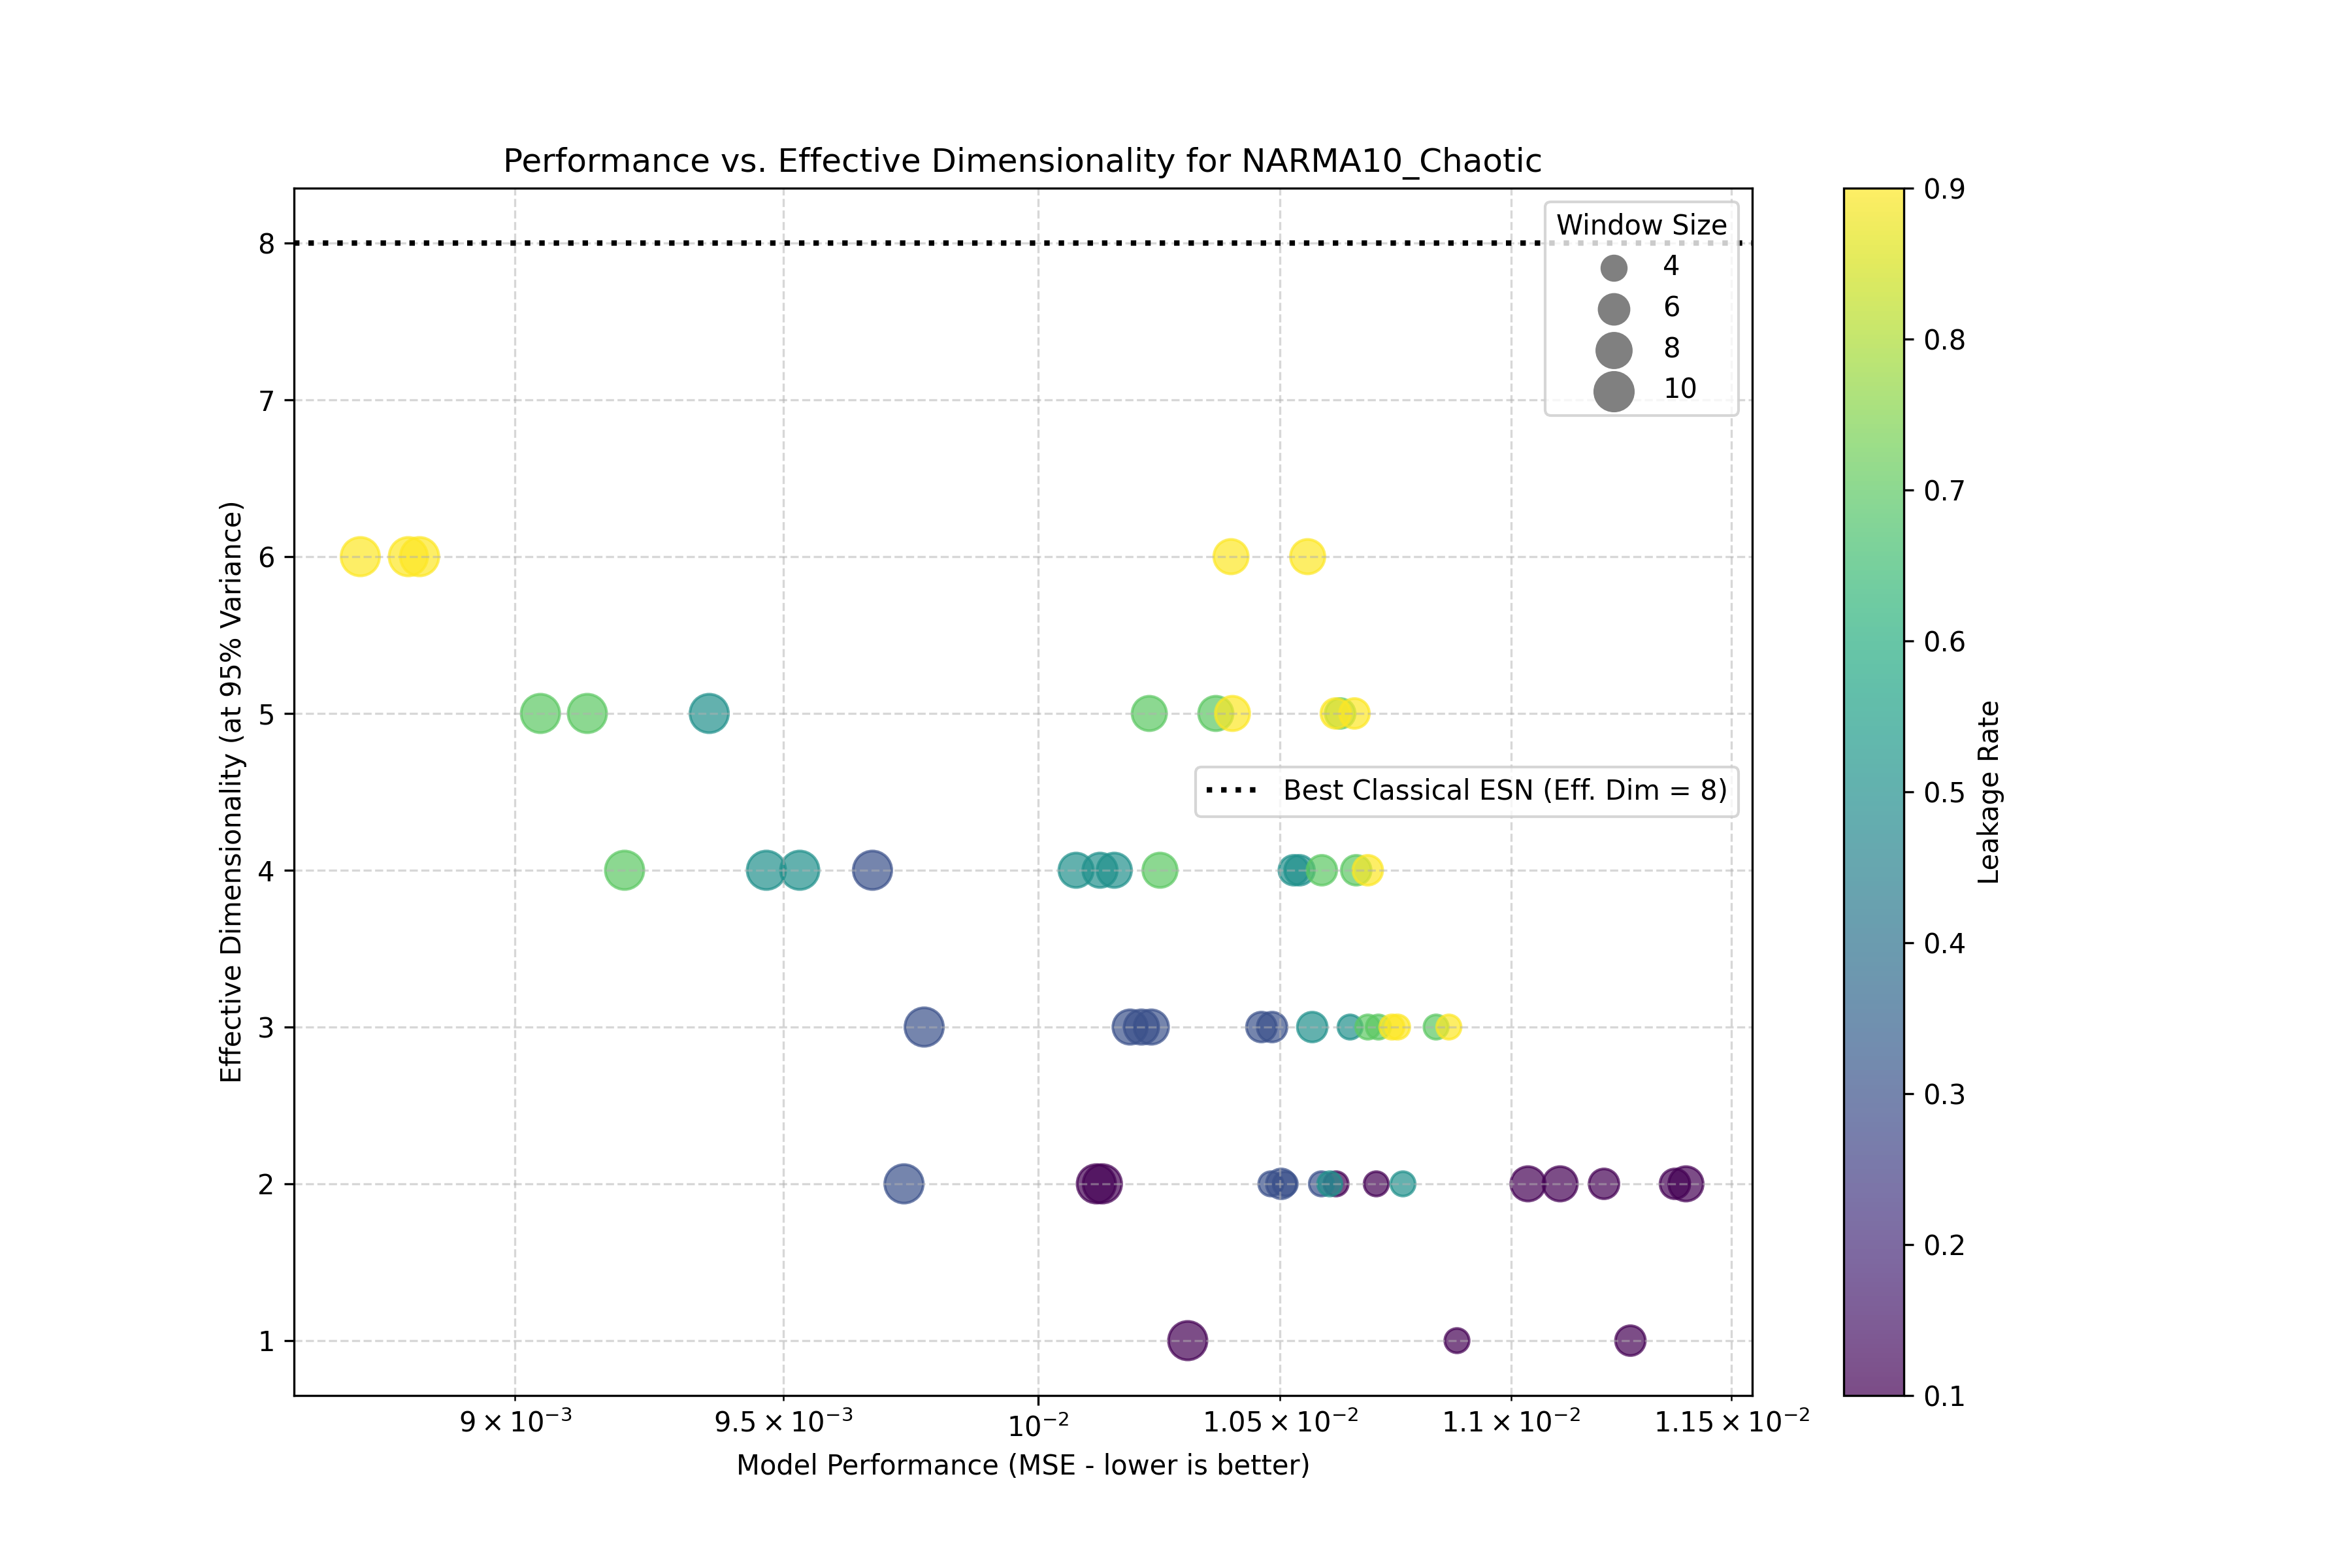 Performance vs. Effective Dimensionality for NARMA10_Chaotic
Effective Dimensionality (at 95% Variance)
8
7
6
5
4
3
2
1
Window Size
4
6
8
10
Best Classical ESN (Eff. Dim = 8)
9 × 10⁻³
9.5 × 10⁻³
10⁻²
1.05 × 10⁻²
1.1 × 10⁻²
1.15 × 10⁻²
Model Performance (MSE - lower is better)
0.9
0.8
0.7
0.6
0.5
0.4
0.3
0.2
0.1
Leakage Rate